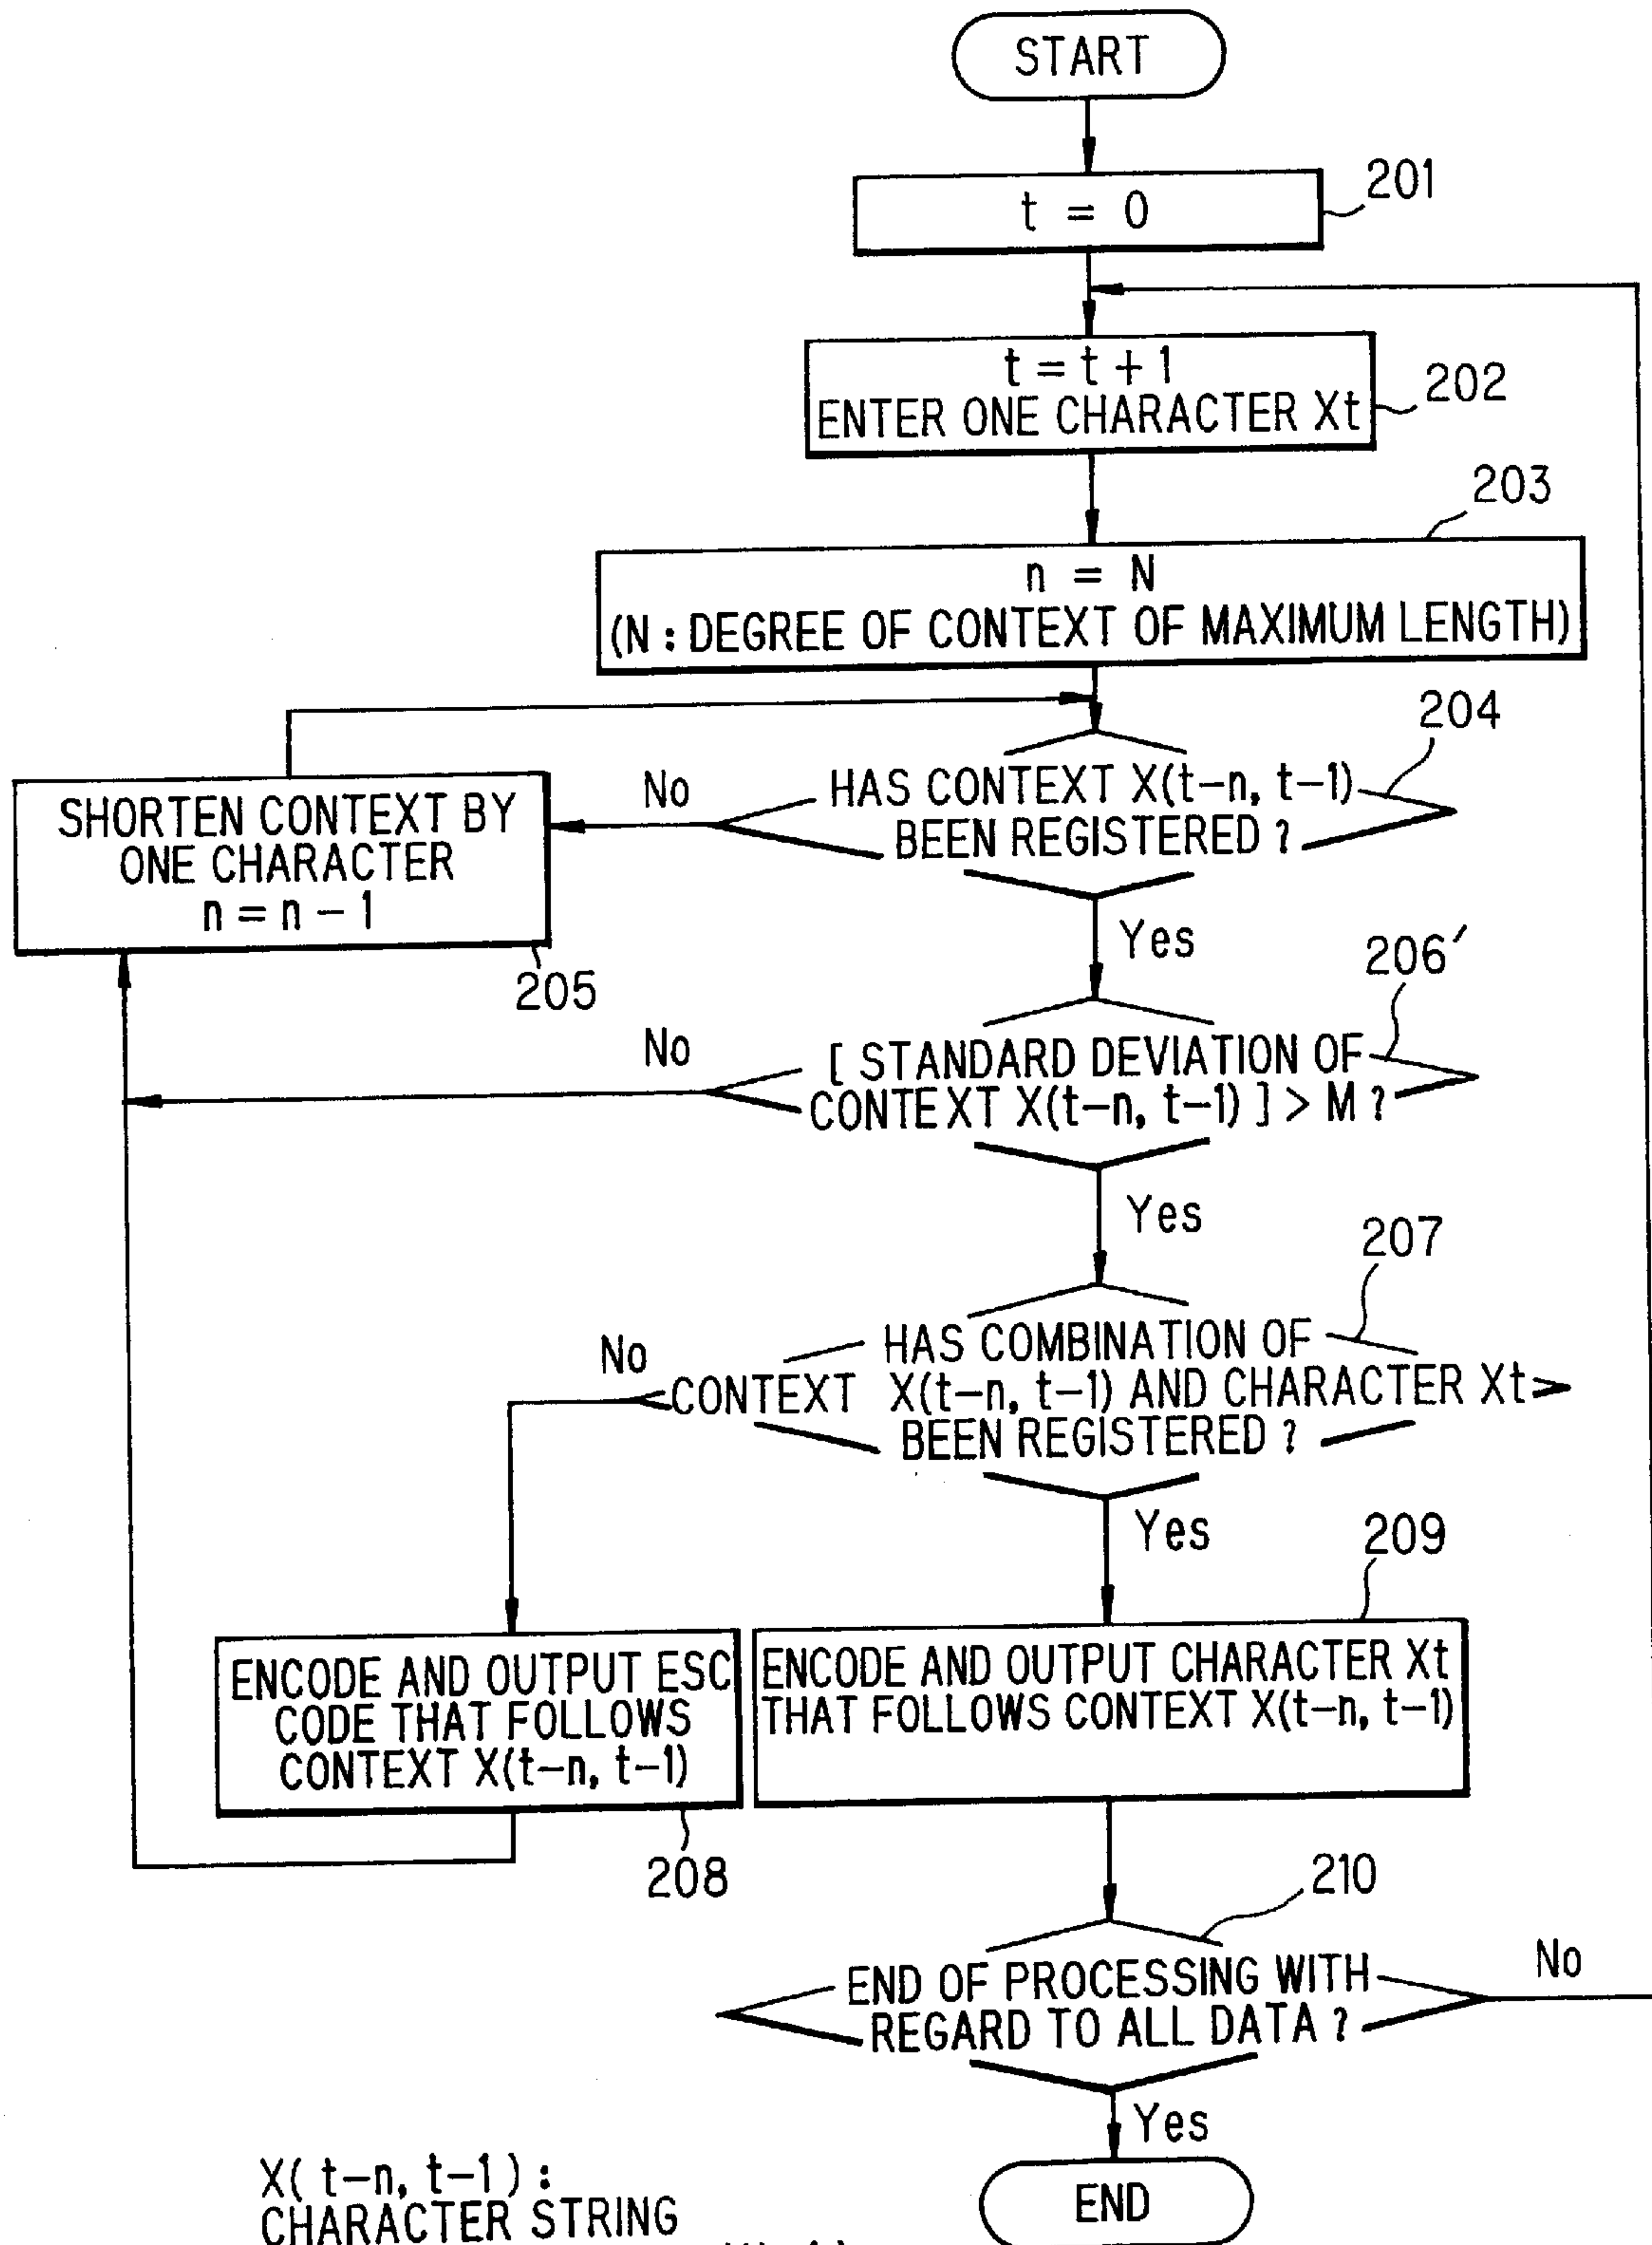 START
201
t = 0
t = t + 1
ENTER ONE CHARACTER Xt
202
203
n = N
(N : DEGREE OF CONTEXT OF MAXIMUM LENGTH)
204
HAS CONTEXT X(t-n, t-1)
BEEN REGISTERED ?
No
SHORTEN CONTEXT BY
ONE CHARACTER
n = n - 1
205
Yes
206'
No
[ STANDARD DEVIATION OF
CONTEXT X(t-n, t-1) ] > M ?
Yes
207
No
HAS COMBINATION OF
CONTEXT X(t-n, t-1) AND CHARACTER Xt
BEEN REGISTERED ?
Yes
209
ENCODE AND OUTPUT ESC
CODE THAT FOLLOWS
CONTEXT X(t-n, t-1)
208
ENCODE AND OUTPUT CHARACTER Xt
THAT FOLLOWS CONTEXT X(t-n, t-1)
210
END OF PROCESSING WITH
REGARD TO ALL DATA ?
No
Yes
END
X( t-n, t-1 ) :
CHARACTER STRING